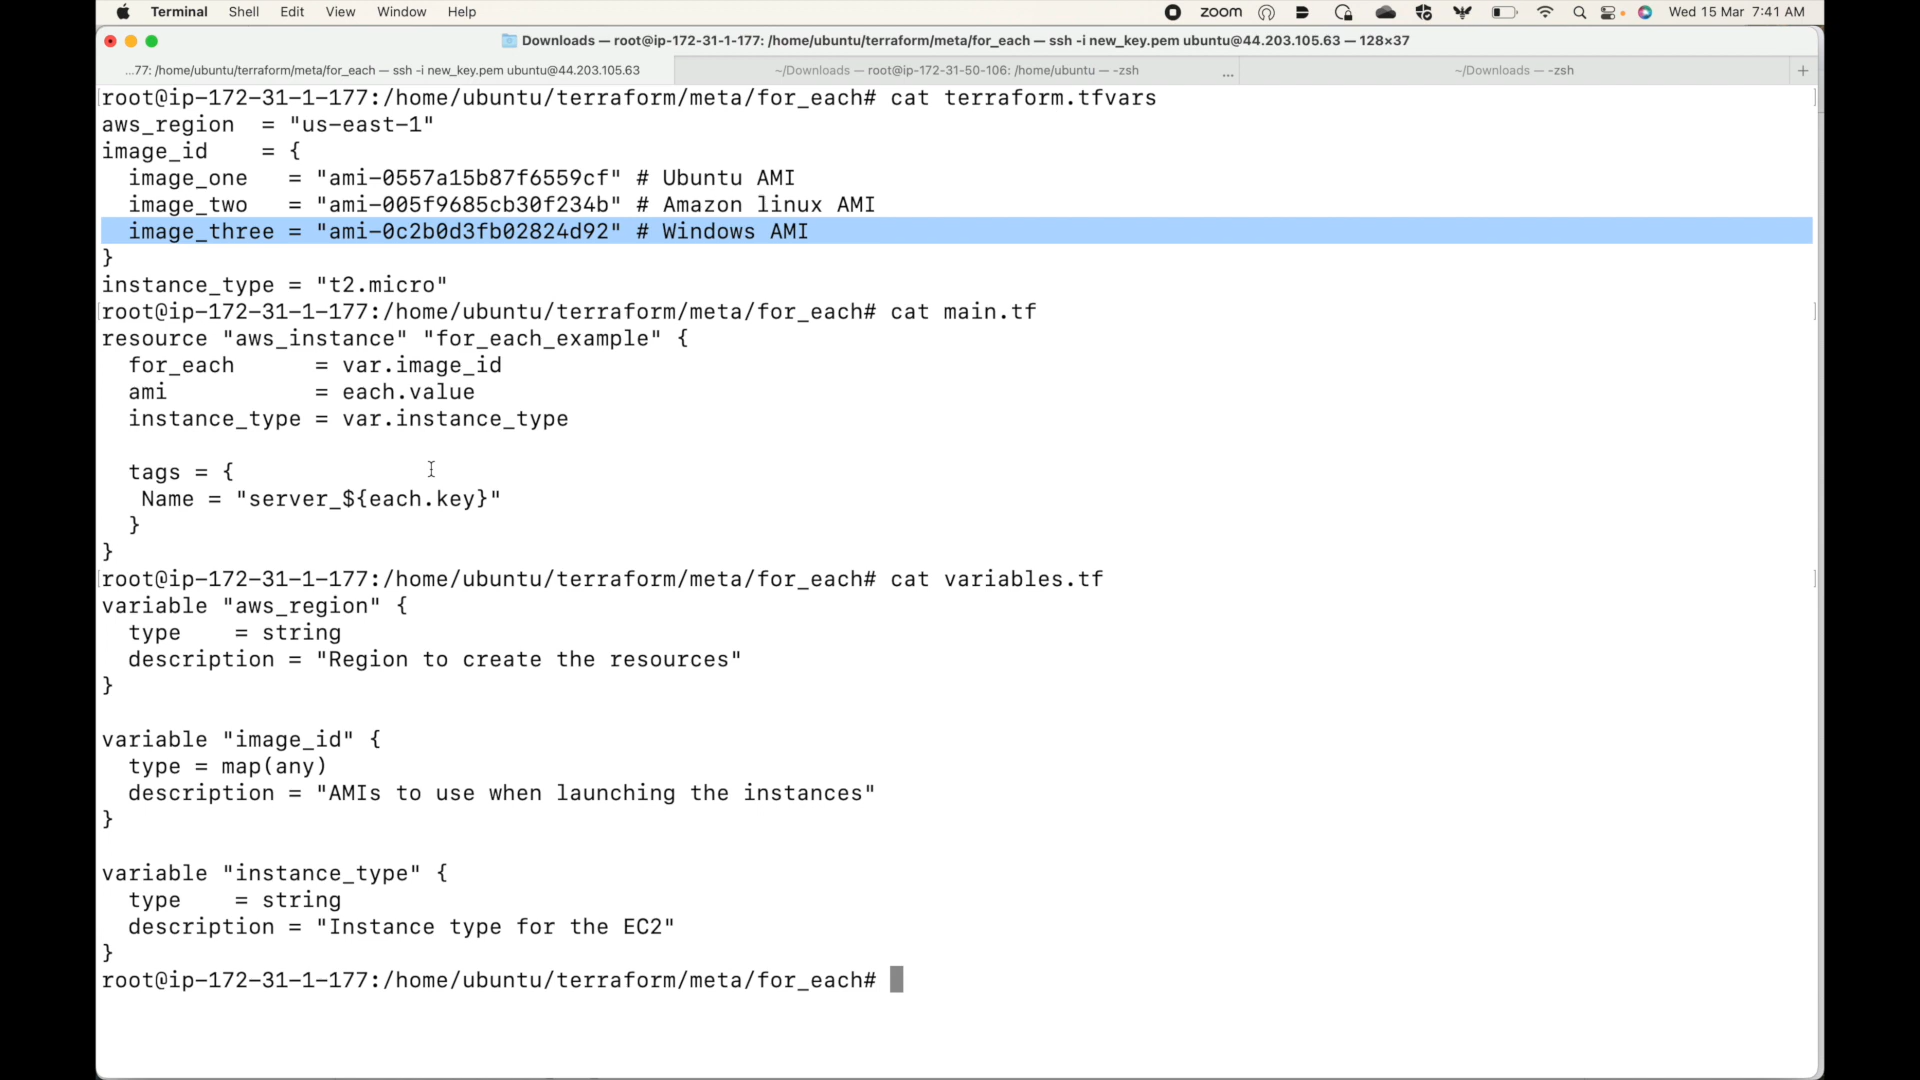 Terminal Shell Edit View Window Help zoom Wed 15 Mar 7:41 AM
Downloads — root@ip-172-31-1-177: /home/ubuntu/terraform/meta/for_each — ssh -i new_key.pem ubuntu@44.203.105.63 — 128×37
...77: /home/ubuntu/terraform/meta/for_each — ssh -i new_key.pem ubuntu@44.203.105.63 ~/Downloads — root@ip-172-31-50-106: /home/ubuntu — -zsh ... ~/Downloads — -zsh +
root@ip-172-31-1-177:/home/ubuntu/terraform/meta/for_each# cat terraform.tfvars
aws_region  = "us-east-1"
image_id    = {
  image_one   = "ami-0557a15b87f6559cf" # Ubuntu AMI
  image_two   = "ami-005f9685cb30f234b" # Amazon linux AMI
  image_three = "ami-0c2b0d3fb02824d92" # Windows AMI
}
instance_type = "t2.micro"
root@ip-172-31-1-177:/home/ubuntu/terraform/meta/for_each# cat main.tf
resource "aws_instance" "for_each_example" {
  for_each      = var.image_id
  ami           = each.value
  instance_type = var.instance_type
  tags = {
   Name = "server_${each.key}"
  }
}
root@ip-172-31-1-177:/home/ubuntu/terraform/meta/for_each# cat variables.tf
variable "aws_region" {
  type    = string
  description = "Region to create the resources"
}
variable "image_id" {
  type = map(any)
  description = "AMIs to use when launching the instances"
}
variable "instance_type" {
  type    = string
  description = "Instance type for the EC2"
}
root@ip-172-31-1-177:/home/ubuntu/terraform/meta/for_each#